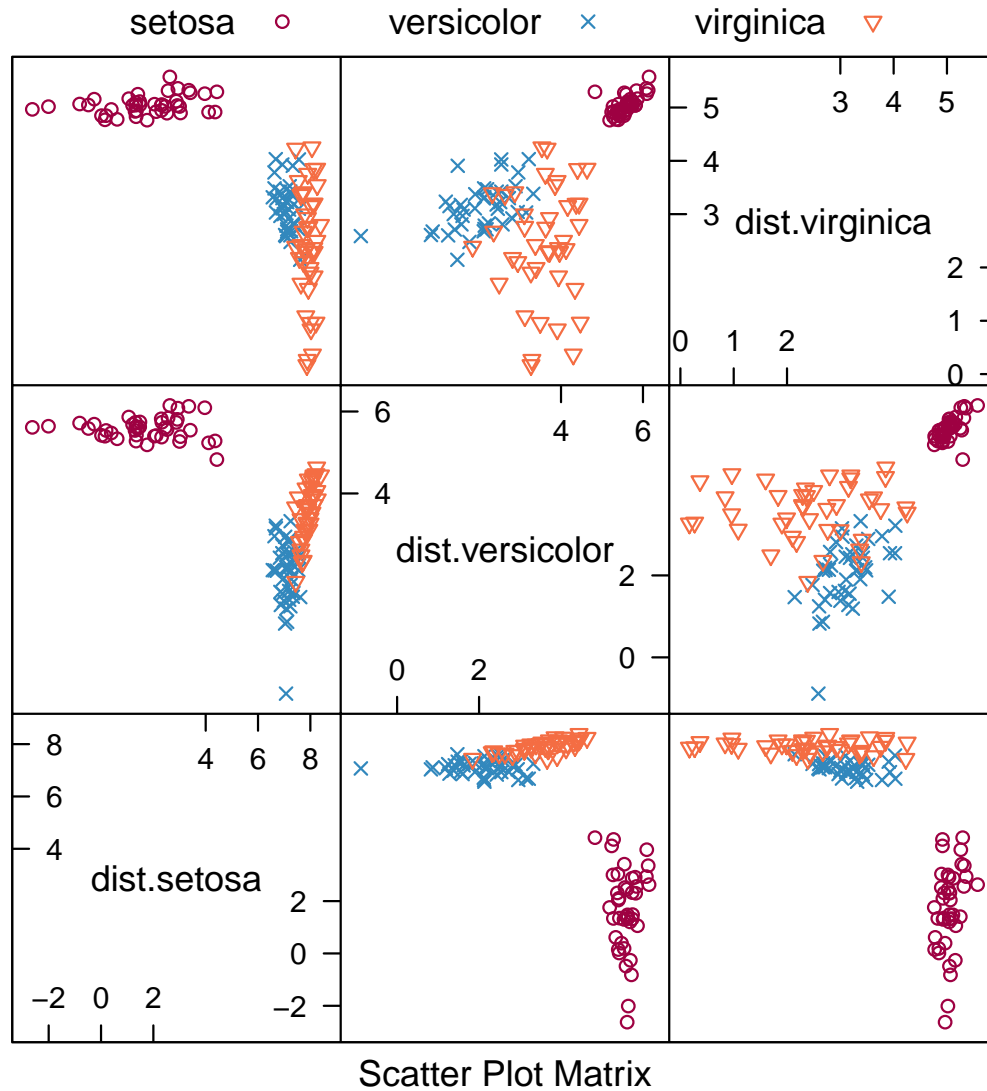 setosa versicolor virginica
3 4 5
5
4
3
dist.virginica
2
1
0
0 1 2
6
4
4 6
dist.versicolor
2
0
0 2
4 6 8
8
6
4
dist.setosa
2
0
−2
−2 0 2
Scatter Plot Matrix